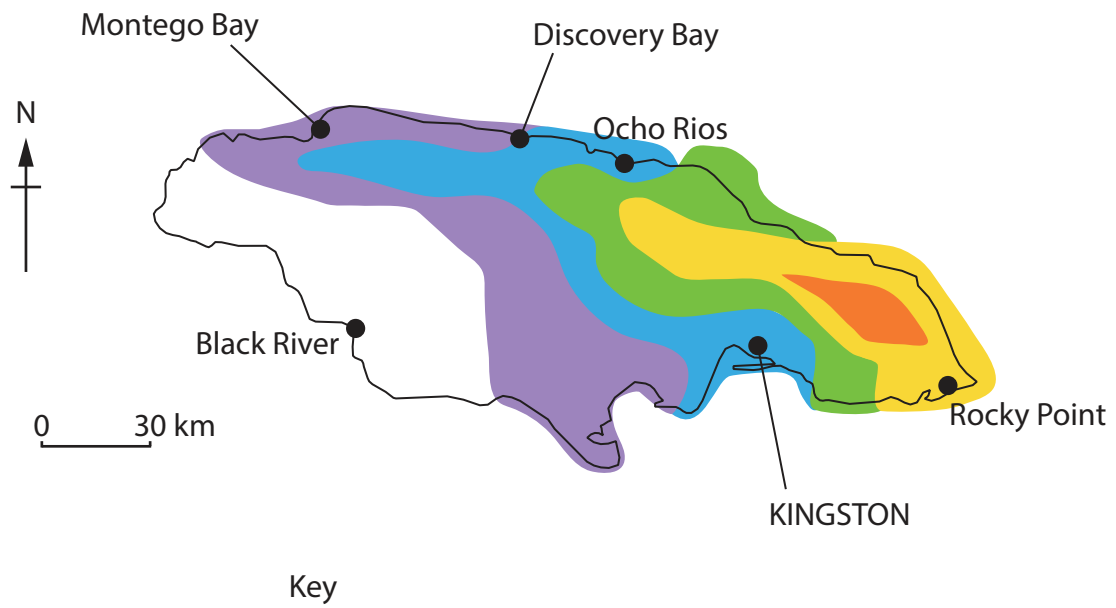 Montego Bay
Discovery Bay
N
Ocho Rios
Black River
0 30 km
Rocky Point
KINGSTON
Key